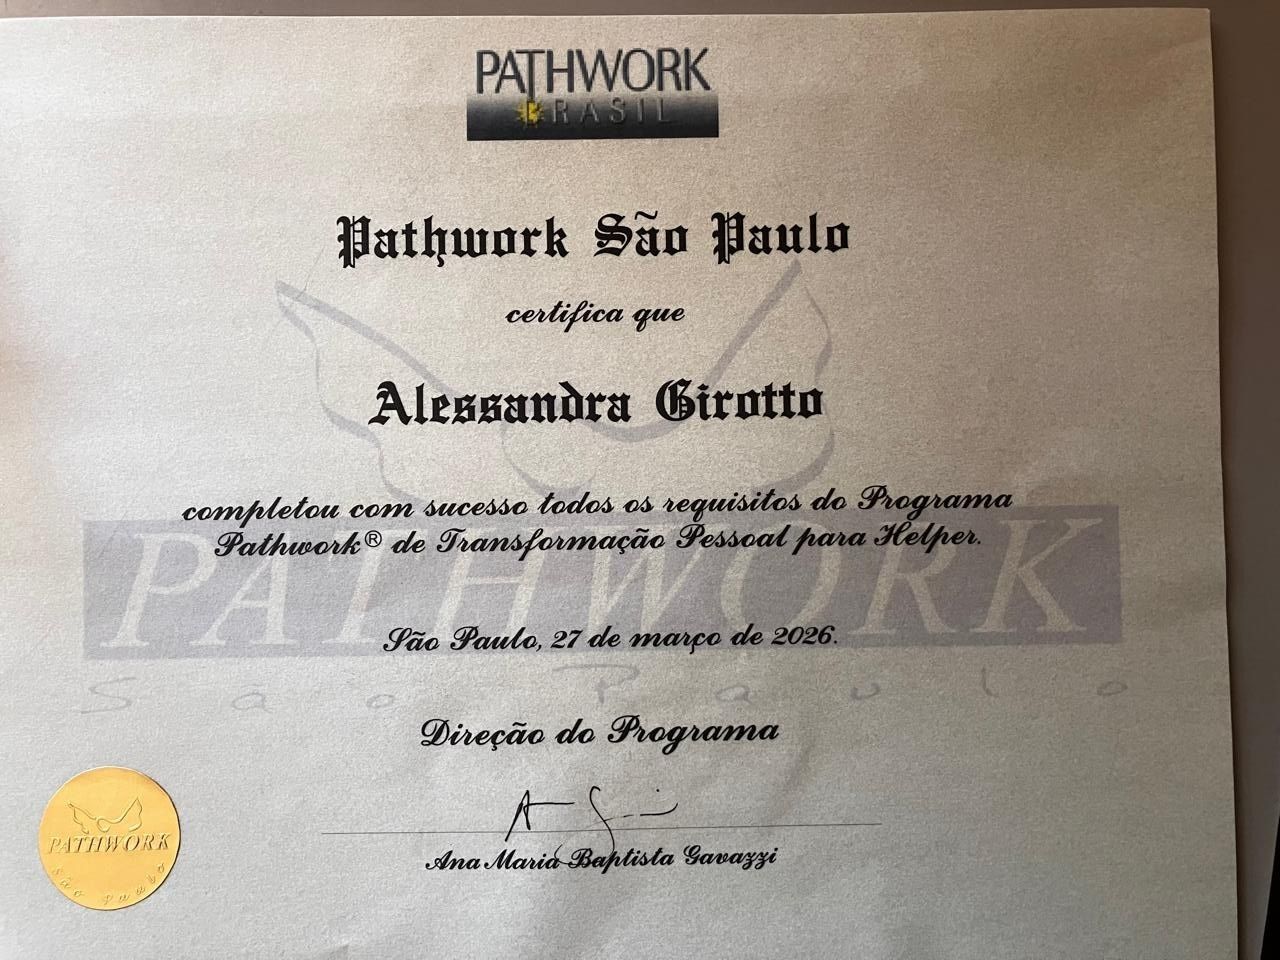 PATHWORK
BRASIL
Pathwork São Paulo
certifica que
Alessandra Girotto
completou com sucesso todos os requisitos do Programa
Pathwork® de Transformação Pessoal para Helper.
PATHWORK
São Paulo, 27 de março de 2026.
São Paulo
Direção do Programa
Ana Maria Baptista Gavazzi
PATHWORK
São Paulo